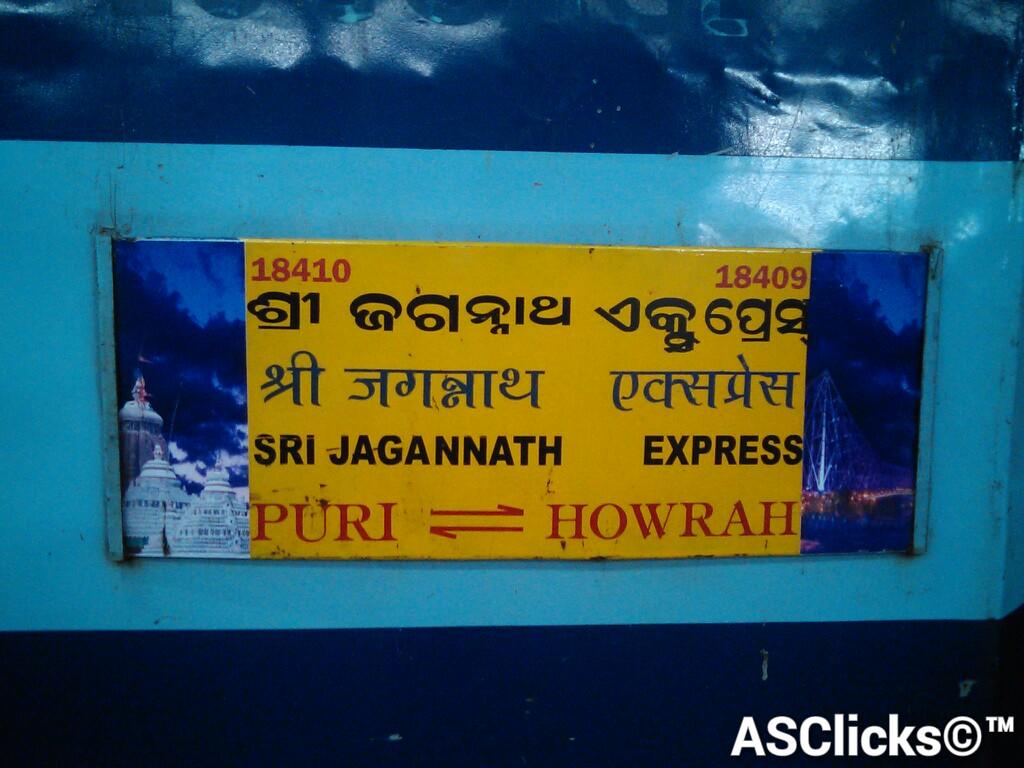 18410 18409
ଶ୍ରୀ ଜଗନ୍ନାଥ ଏକ୍ସପ୍ରେସ୍
श्री जगन्नाथ एक्सप्रेस
SRI JAGANNATH EXPRESS
PURI ⇌ HOWRAH
ASClicks©™